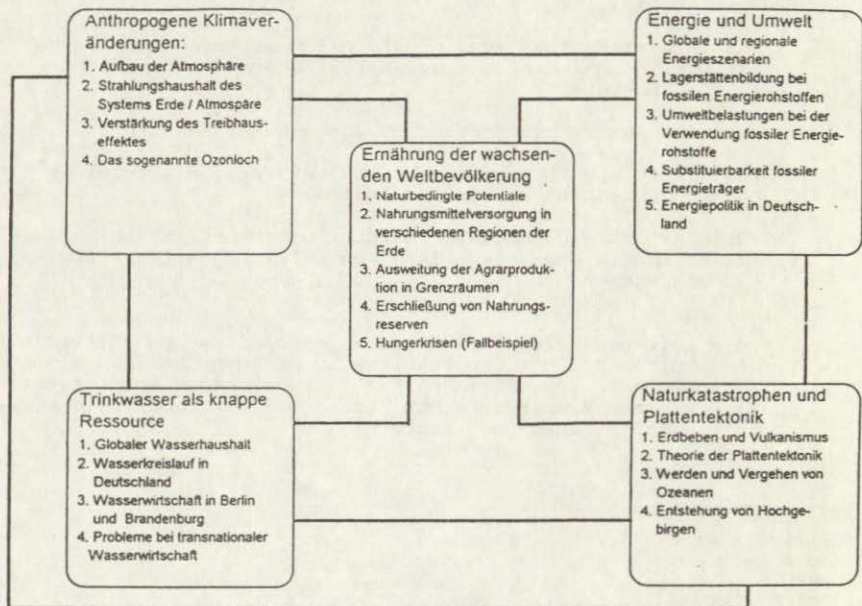 Anthropogene Klimaver-
änderungen:
1. Aufbau der Atmosphäre
2. Strahlungshaushalt des
Systems Erde / Atmospäre
3. Verstärkung des Treibhaus-
effektes
4. Das sogenannte Ozonloch
Energie und Umwelt
1. Globale und regionale
Energieszenarien
2. Lagerstättenbildung bei
fossilen Energierohstoffen
3. Umweltbelastungen bei der
Verwendung fossiler Energie-
rohstoffe
4. Substituierbarkeit fossiler
Energieträger
5. Energiepolitik in Deutsch-
land
Ernährung der wachsen-
den Weltbevölkerung
1. Naturbedingte Potentiale
2. Nahrungsmittelversorgung in
verschiedenen Regionen der
Erde
3. Ausweitung der Agrarproduk-
tion in Grenzräumen
4. Erschließung von Nahrungs-
reserven
5. Hungerkrisen (Fallbeispiel)
Trinkwasser als knappe
Ressource
1. Globaler Wasserhaushalt
2. Wasserkreislauf in
Deutschland
3. Wasserwirtschaft in Berlin
und Brandenburg
4. Probleme bei transnationaler
Wasserwirtschaft
Naturkatastrophen und
Plattentektonik
1. Erdbeben und Vulkanismus
2. Theorie der Plattentektonik
3. Werden und Vergehen von
Ozeanen
4. Entstehung von Hochge-
birgen